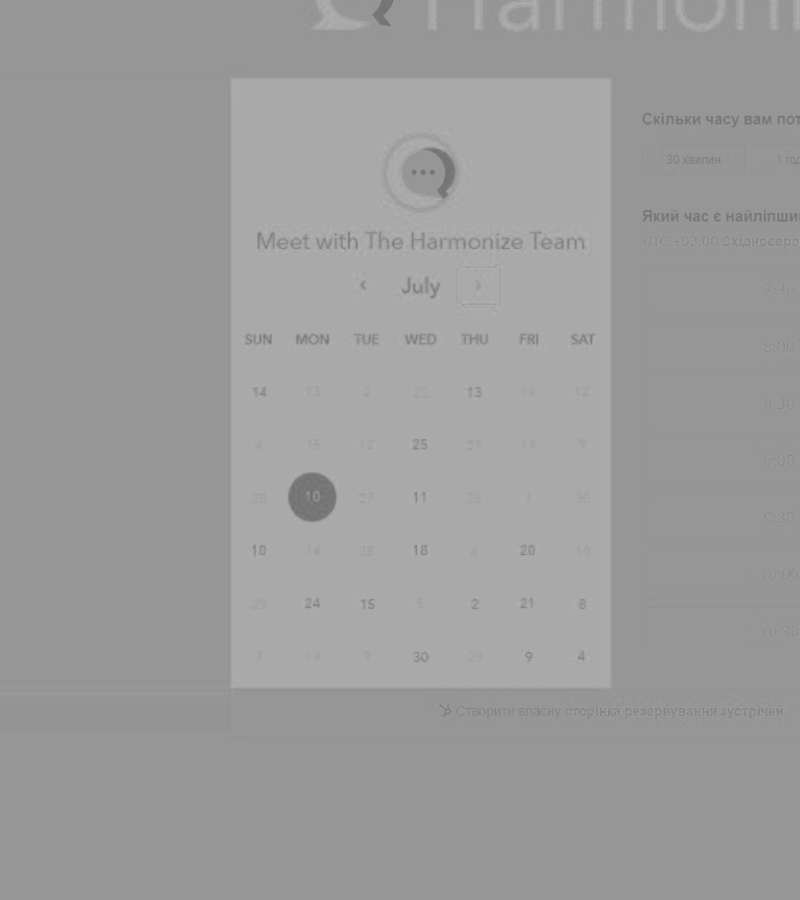 Harmoni
Meet with The Harmonize Team
July
SUN MON TUE WED THU FRI SAT
14 13 2 22 13 19 12
4 15 12 25 27 19 9
28 10 27 11 1 30
10 14 28 18 4 20 10
29 24 15 5 2 21 8
7 19 9 30 29 9 4
Скільки часу вам пот
30 хвилин 1 год
Який час є найліпши
UTC +03:00 Східноєвро
7:30
8:00
8:30
9:00
9:30
10:00
10:30
Створити власну сторінку резервування зустрічей